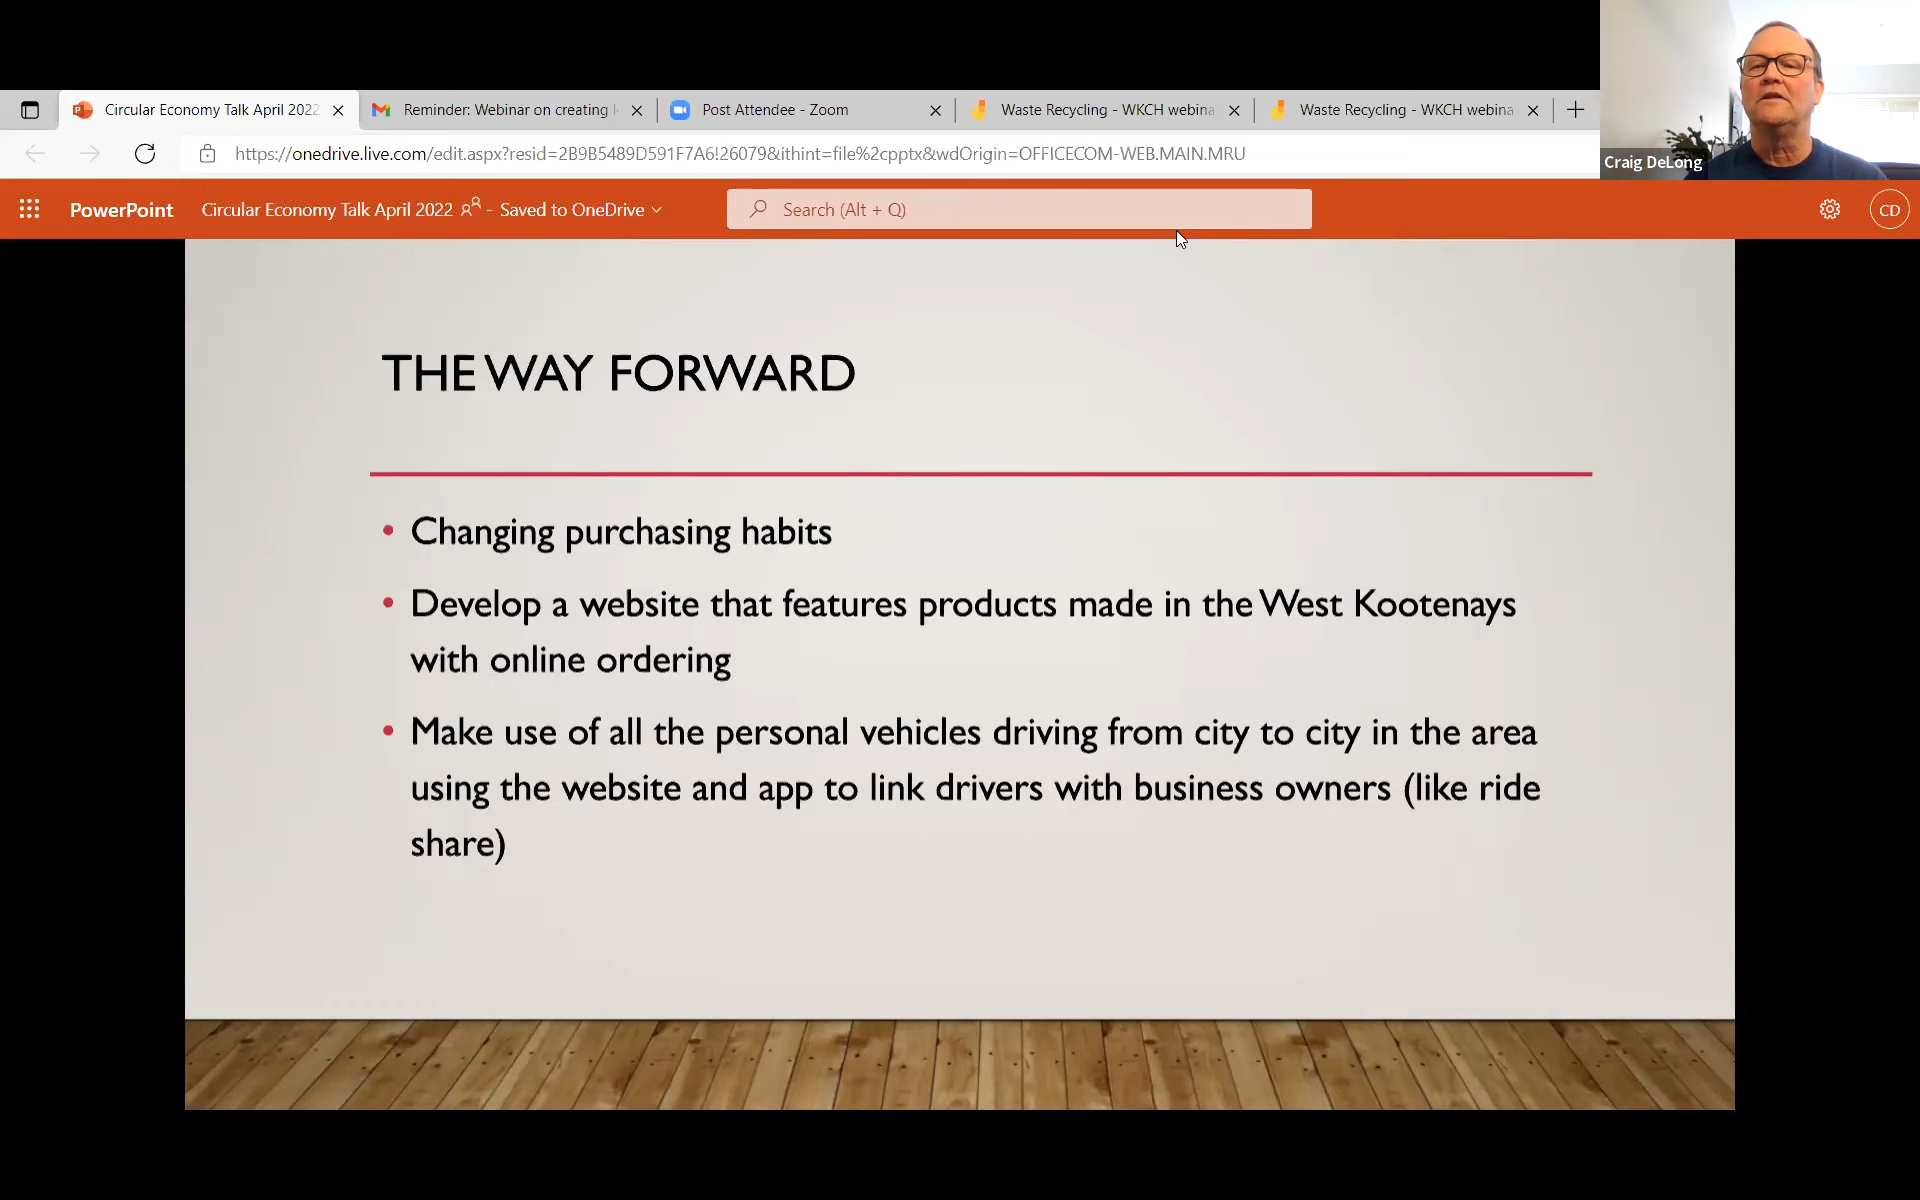 Circular Economy Talk April 2022
Reminder: Webinar on creating
Post Attendee - Zoom
Waste Recycling - WKCH webina
Waste Recycling - WKCH webina
https://onedrive.live.com/edit.aspx?resid=2B9B5489D591F7A6!26079&ithint=file%2cpptx&wdOrigin=OFFICECOM-WEB.MAIN.MRU
Craig DeLong
PowerPoint
Circular Economy Talk April 2022 - Saved to OneDrive
Search (Alt + Q)
CD
THE WAY FORWARD
• Changing purchasing habits
• Develop a website that features products made in the West Kootenays
with online ordering
• Make use of all the personal vehicles driving from city to city in the area
using the website and app to link drivers with business owners (like ride
share)